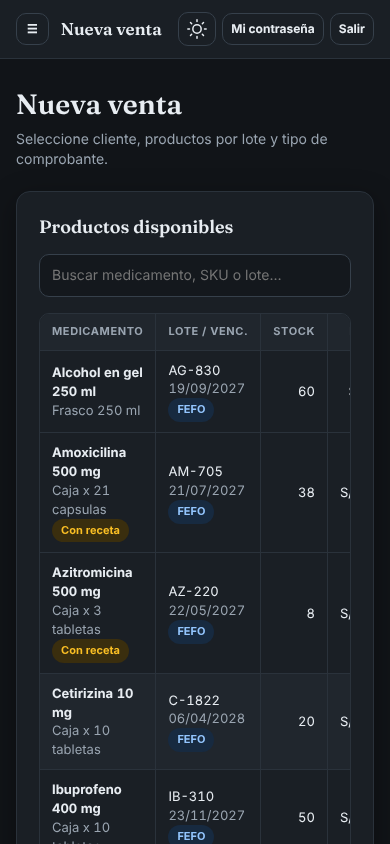 ☰ Nueva venta Mi contraseña Salir
Nueva venta
Seleccione cliente, productos por lote y tipo de
comprobante.
Productos disponibles
Buscar medicamento, SKU o lote...
MEDICAMENTO LOTE / VENC. STOCK
Alcohol en gel
250 ml
Frasco 250 ml
AG-830
19/09/2027
FEFO
60
Amoxicilina
500 mg
Caja x 21
capsulas
Con receta
AM-705
21/07/2027
FEFO
38
S/
Azitromicina
500 mg
Caja x 3
tabletas
Con receta
AZ-220
22/05/2027
FEFO
8
S/
Cetirizina 10
mg
Caja x 10
tabletas
C-1822
06/04/2028
FEFO
20
S/
Ibuprofeno
400 mg
Caja x 10
IB-310
23/11/2027
FEFO
50
S/